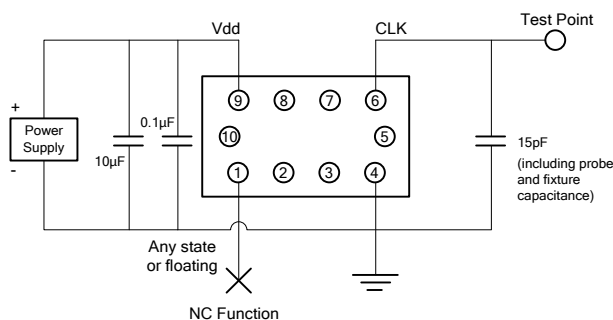 Test Point
Vdd
CLK
9
8
7
6
+
Power
Supply
-
10µF
0.1µF
10
5
15pF
(including probe
and fixture
capacitance)
1
2
3
4
Any state
or floating
NC Function